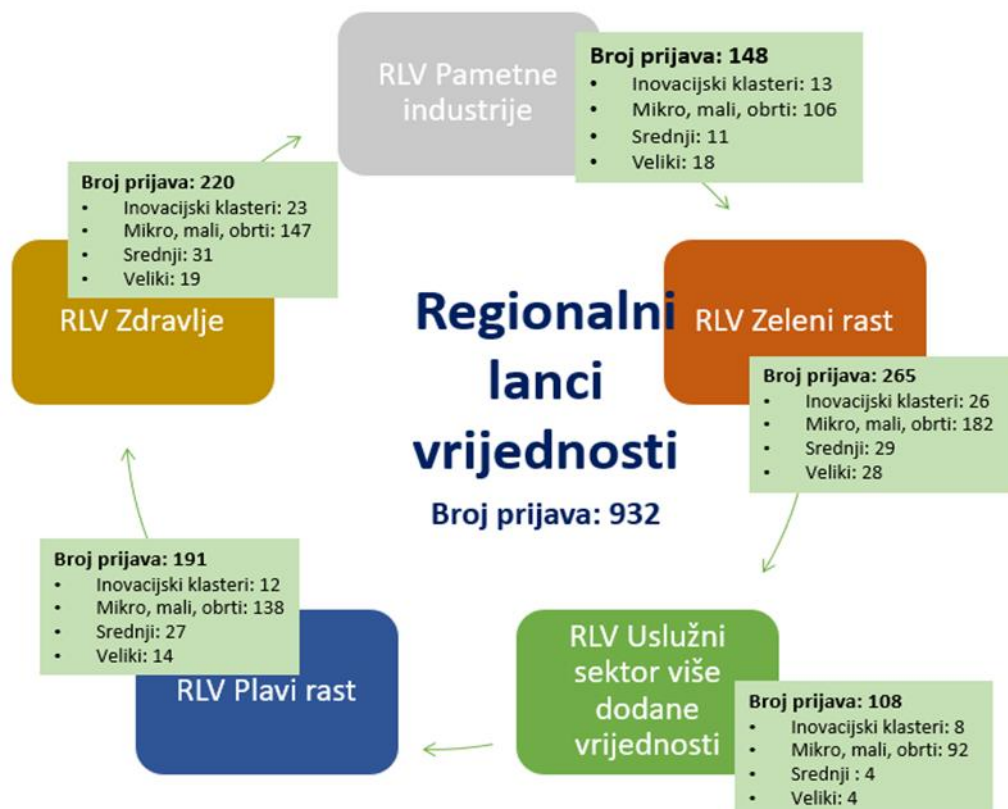 RLV Pametne
industrije
Broj prijava: 148
• Inovacijski klasteri: 13
• Mikro, mali, obrti: 106
• Srednji: 11
• Veliki: 18
Broj prijava: 220
• Inovacijski klasteri: 23
• Mikro, mali, obrti: 147
• Srednji: 31
• Veliki: 19
RLV Zdravlje
Regionalni
lanci
vrijednosti
Broj prijava: 932
RLV Zeleni rast
Broj prijava: 265
• Inovacijski klasteri: 26
• Mikro, mali, obrti: 182
• Srednji: 29
• Veliki: 28
Broj prijava: 191
• Inovacijski klasteri: 12
• Mikro, mali, obrti: 138
• Srednji: 27
• Veliki: 14
RLV Plavi rast
RLV Uslužni
sektor više
dodane
vrijednosti
Broj prijava: 108
• Inovacijski klasteri: 8
• Mikro, mali, obrti: 92
• Srednji : 4
• Veliki: 4